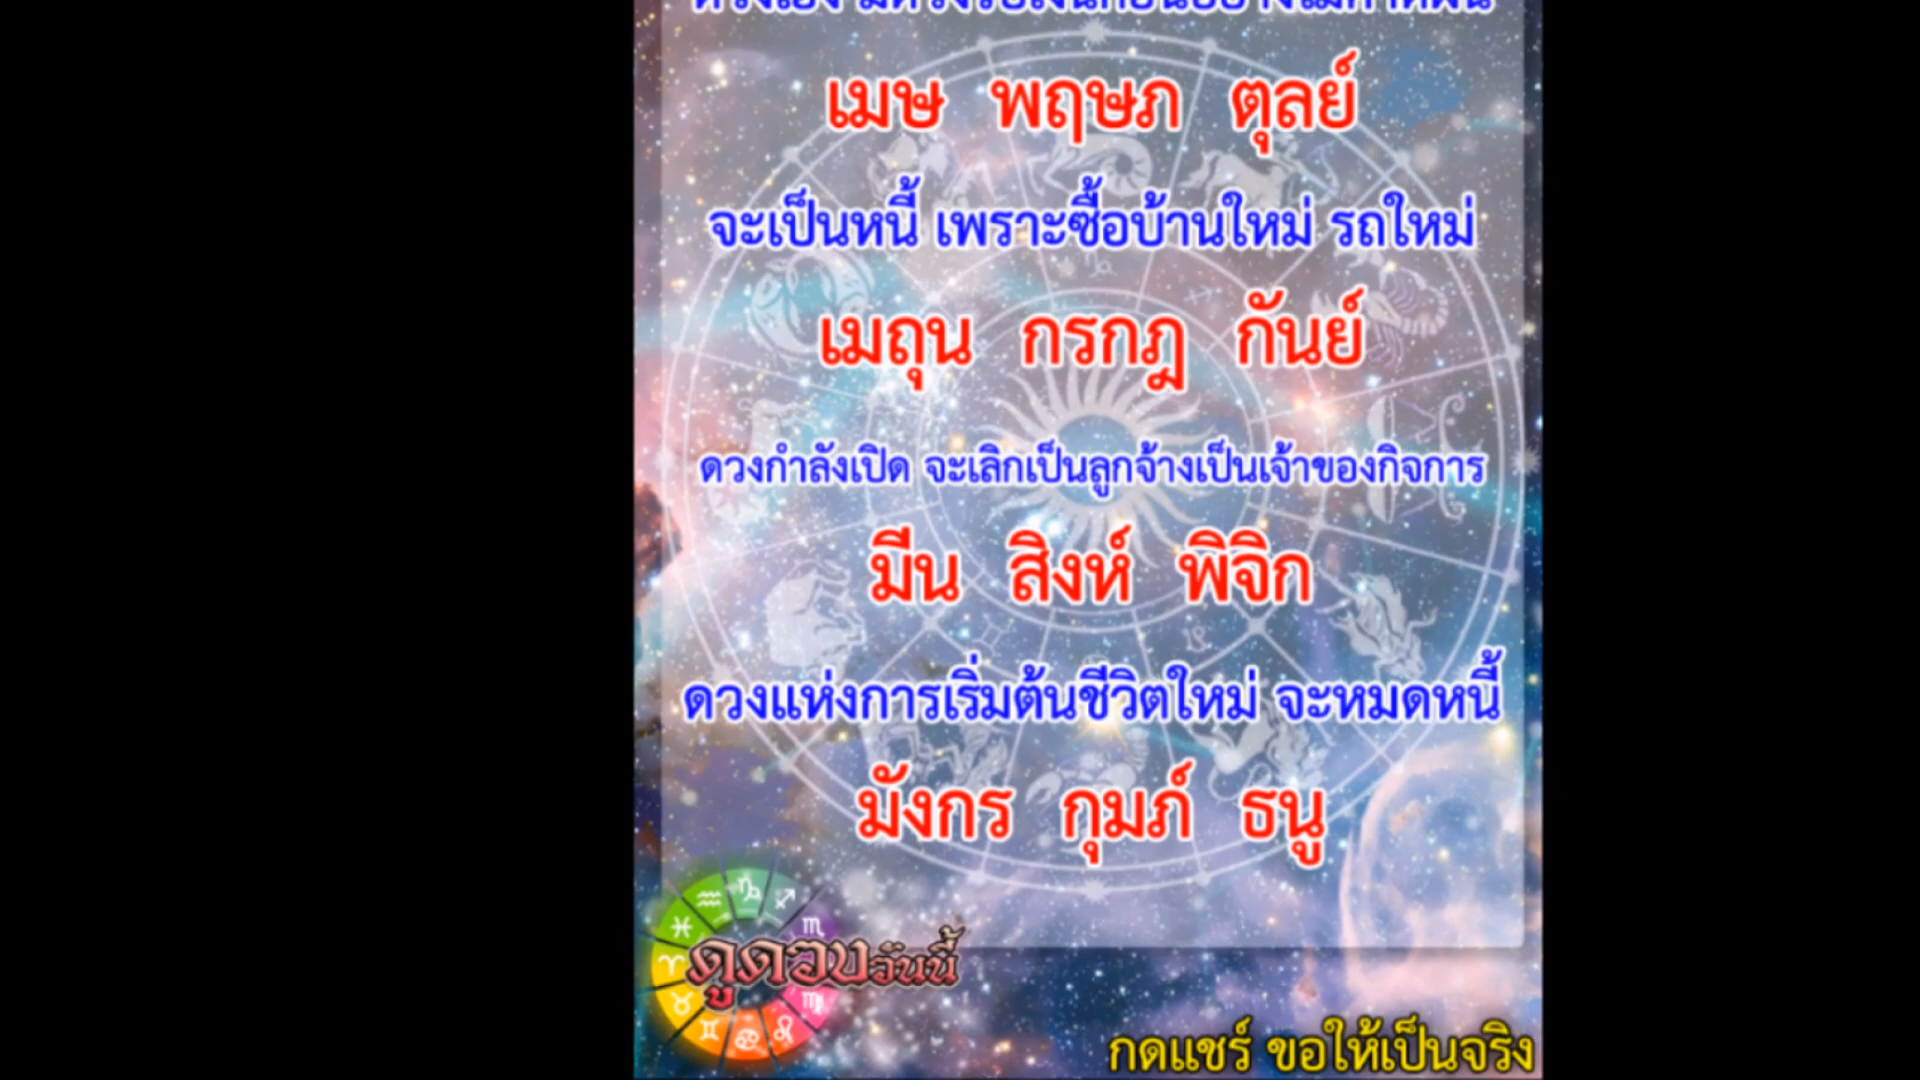 เมษ พฤษภ ตุลย์
จะเป็นหนี้ เพราะซื้อบ้านใหม่ รถใหม่
เมถุน กรกฎ กันย์
ดวงกำลังเปิด จะเลิกเป็นลูกจ้างเป็นเจ้าของกิจการ
มีน สิงห์ พิจิก
ดวงแห่งการเริ่มต้นชีวิตใหม่ จะหมดหนี้
มังกร กุมภ์ ธนู
ดูดวงวันนี้
กดแชร์ ขอให้เป็นจริง